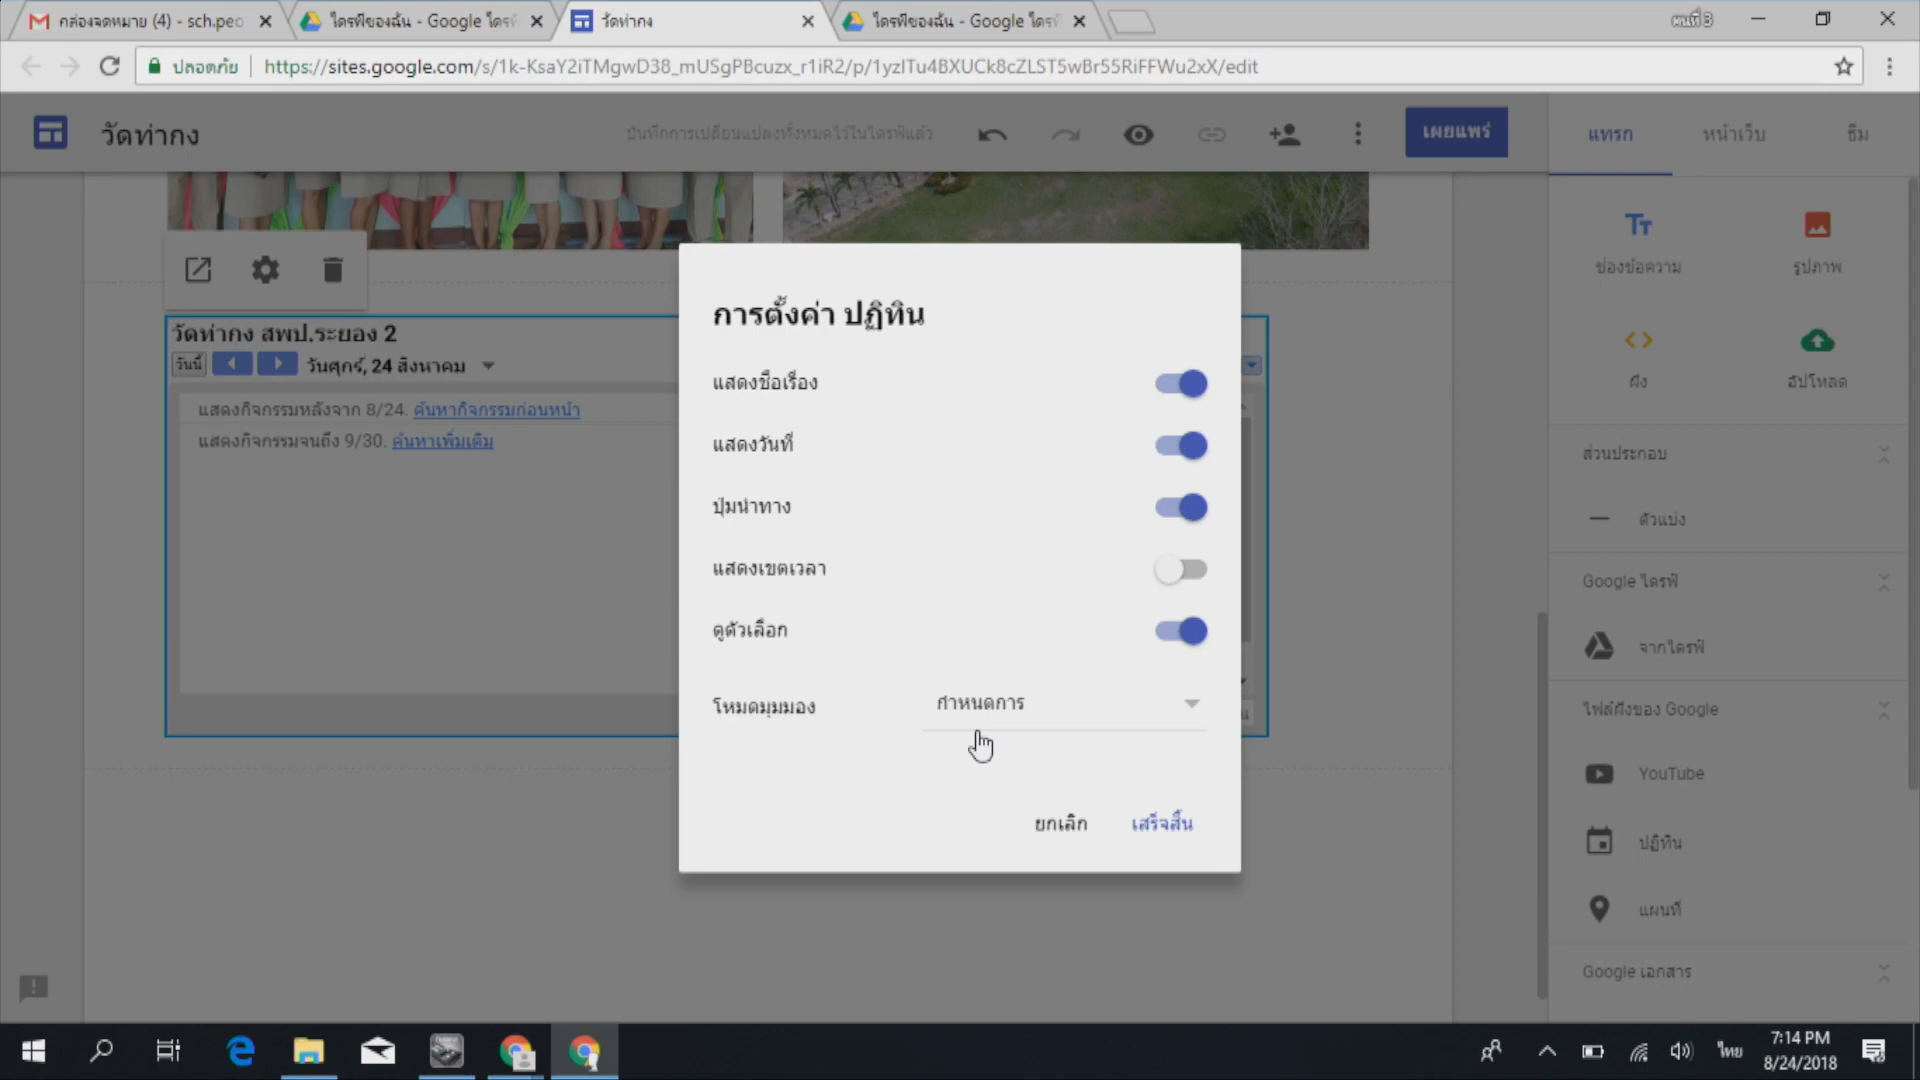 กล่องจดหมาย (4) - sch.peo
ไดรฟ์ของฉัน - Google ไดรฟ์
วัดท่ากง
ไดรฟ์ของฉัน - Google ไดรฟ์
คนที่ 3
ปลอดภัย
https://sites.google.com/s/1k-KsaY2iTMgwD38_mUSgPBcuzx_r1iR2/p/1yzITu4BXUCk8cZLST5wBr55RiFFWu2xX/edit
วัดท่ากง
บันทึกการเปลี่ยนแปลงทั้งหมดไว้ในไดรฟ์แล้ว
เผยแพร่
แทรก
หน้าเว็บ
ธีม
ช่องข้อความ
รูปภาพ
ฝัง
อัปโหลด
ส่วนประกอบ
ตัวแบ่ง
Google ไดรฟ์
จากไดรฟ์
ไฟล์ฝังของ Google
YouTube
ปฏิทิน
แผนที่
Google เอกสาร
วัดท่ากง สพป.ระยอง 2
วันนี้
วันศุกร์, 24 สิงหาคม
แสดงกิจกรรมหลังจาก 8/24. ค้นหากิจกรรมก่อนหน้า
แสดงกิจกรรมจนถึง 9/30. ค้นหาเพิ่มเติม
การตั้งค่า ปฏิทิน
แสดงชื่อเรื่อง
แสดงวันที่
ปุ่มนำทาง
แสดงเขตเวลา
ดูตัวเลือก
โหมดมุมมอง
กำหนดการ
ยกเลิก
เสร็จสิ้น
ไทย
7:14 PM
8/24/2018